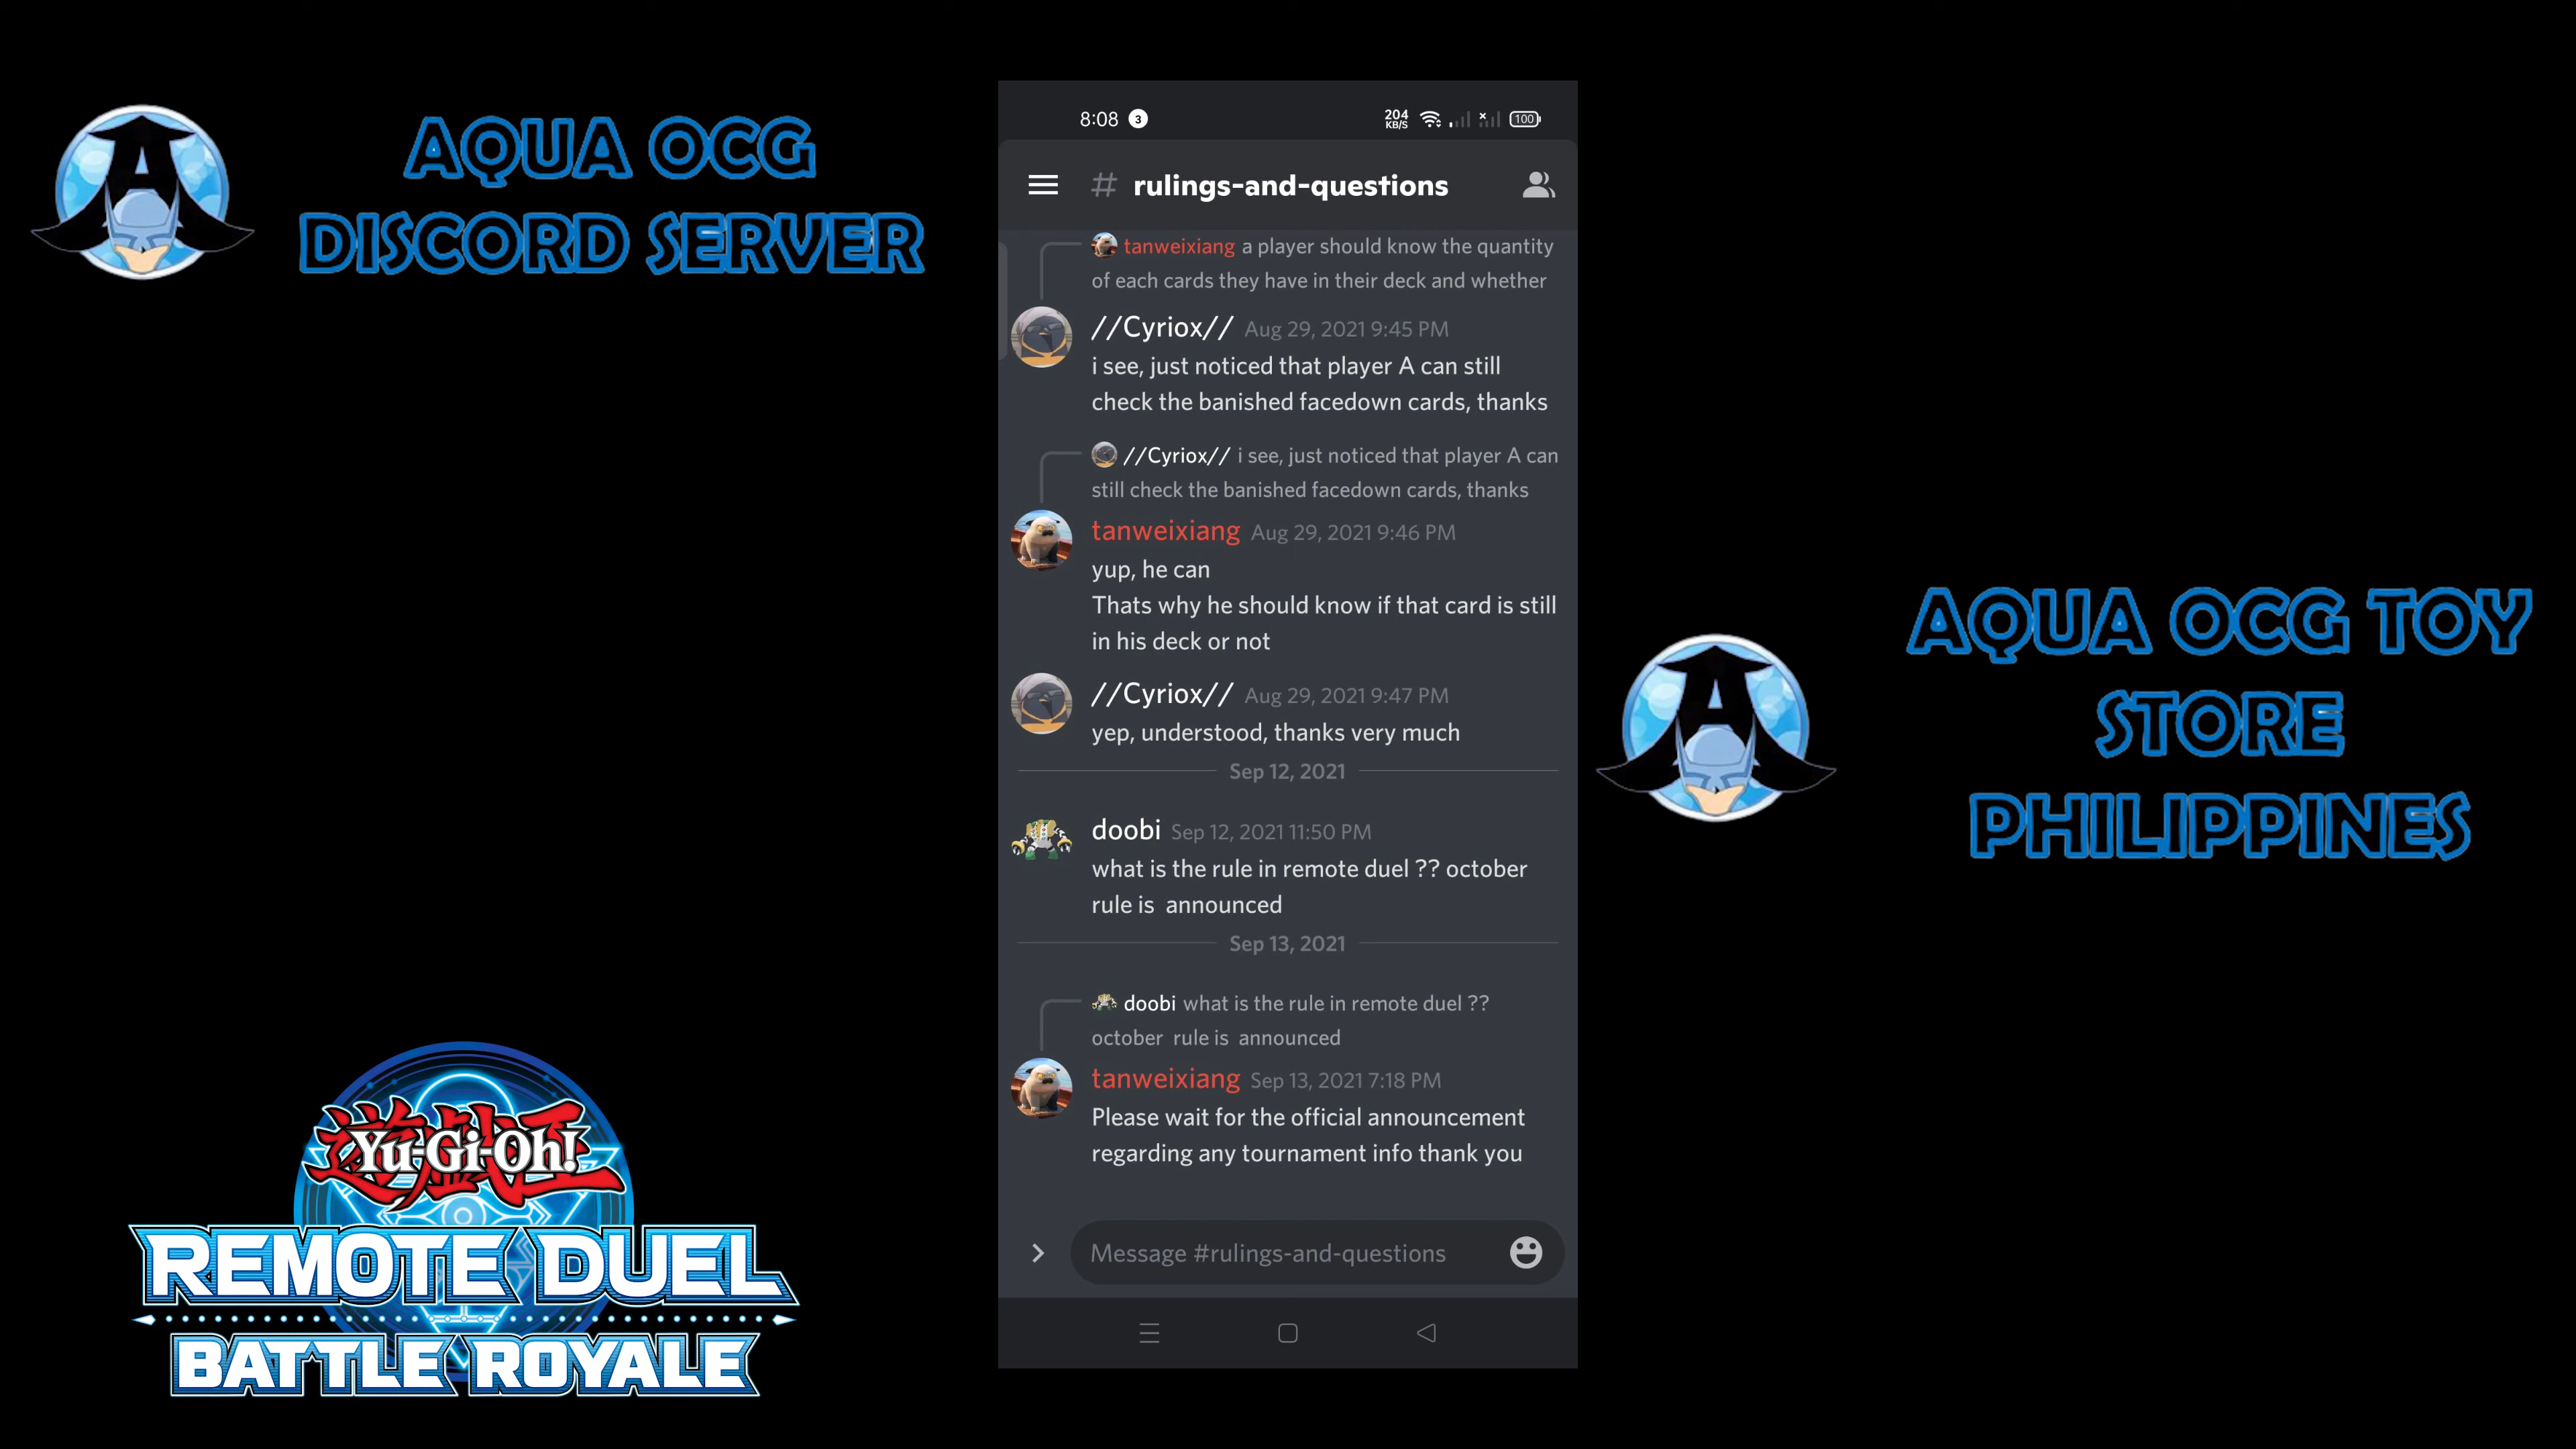 AQUA OCG
DISCORD SERVER
8:08 3
204
KB/S
100
# rulings-and-questions
tanweixiang a player should know the quantity
of each cards they have in their deck and whether
//Cyriox// Aug 29, 2021 9:45 PM
i see, just noticed that player A can still
check the banished facedown cards, thanks
//Cyriox// i see, just noticed that player A can
still check the banished facedown cards, thanks
tanweixiang Aug 29, 2021 9:46 PM
yup, he can
Thats why he should know if that card is still
in his deck or not
//Cyriox// Aug 29, 2021 9:47 PM
yep, understood, thanks very much
Sep 12, 2021
doobi Sep 12, 2021 11:50 PM
what is the rule in remote duel ?? october
rule is announced
Sep 13, 2021
doobi what is the rule in remote duel ??
october rule is announced
tanweixiang Sep 13, 2021 7:18 PM
Please wait for the official announcement
regarding any tournament info thank you
Message #rulings-and-questions
AQUA OCG TOY
STORE
PHILIPPINES
遊戯王
Yu-Gi-Oh!
REMOTE DUEL
BATTLE ROYALE